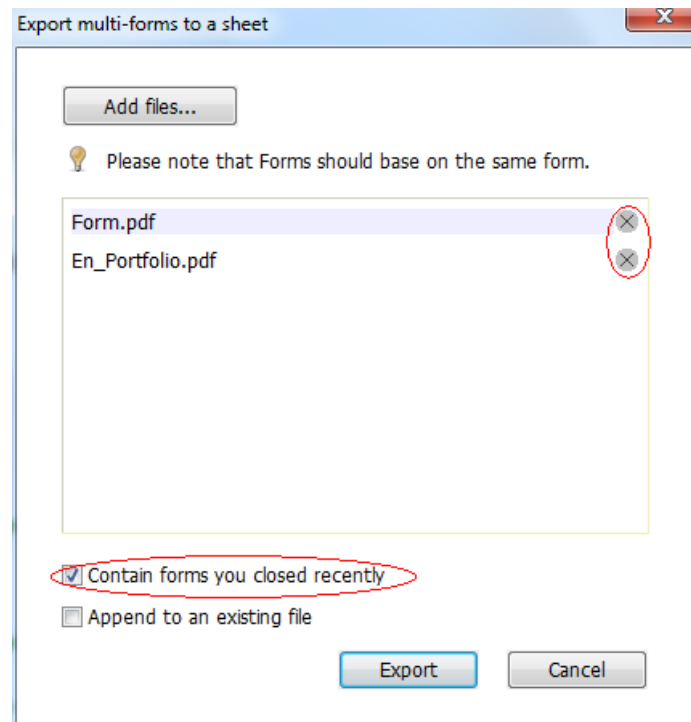 Export multi-forms to a sheet
Add files...
Please note that Forms should base on the same form.
Form.pdf
En_Portfolio.pdf
Contain forms you closed recently
Append to an existing file
Export Cancel